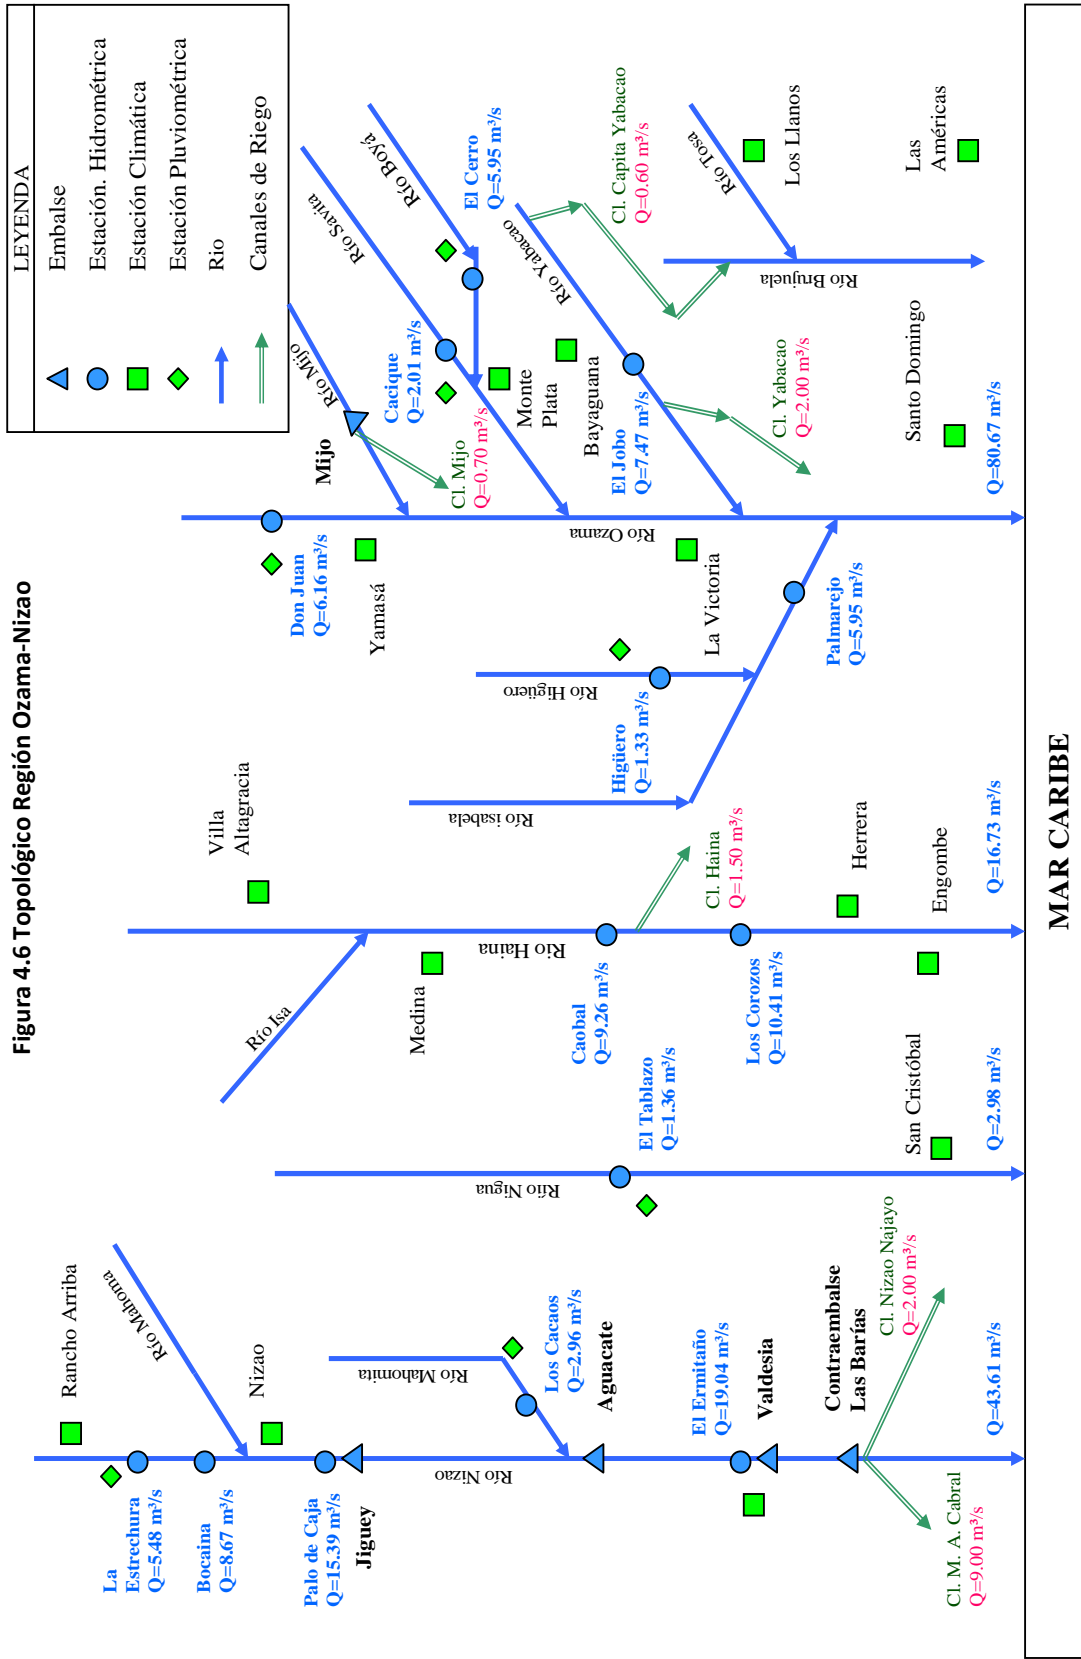 Figura 4.6 Topológico Región Ozama-Nizao
LEYENDA
Embalse
Estación. Hidrométrica
Estación Climática
Estación Pluviométrica
Rio
Canales de Riego
Rancho Arriba
La
Estrechura
Q=5.48 m³/s
Bocaina
Q=8.67 m³/s
Río Mahoma
Nizao
Palo de Caja
Q=15.39 m³/s
Jiguey
Río Nizao
Río Mahomita
Los Cacaos
Q=2.96 m³/s
Aguacate
El Ermitaño
Q=19.04 m³/s
Valdesia
Contraembalse
Las Barías
Cl. Nizao Najayo
Q=2.00 m³/s
Cl. M. A. Cabral
Q=9.00 m³/s
Q=43.61 m³/s
Riío Nigua
El Tablazo
Q=1.36 m³/s
San Cristóbal
Q=2.98 m³/s
Villa
Altagracia
Río Isa
Medina
Rio Haina
Caobal
Q=9.26 m³/s
Cl. Haina
Q=1.50 m³/s
Los Corozos
Q=10.41 m³/s
Herrera
Engombe
Q=16.73 m³/s
Río isabela
Río Higüero
Higüero
Q=1.33 m³/s
Palmarejo
Q=5.95 m³/s
Don Juan
Q=6.16 m³/s
Yamasá
La Victoria
Río Ozama
Río Mijo
Mijo
Cl. Mijo
Q=0.70 m³/s
Río Savita
Cacique
Q=2.01 m³/s
Río Boyá
El Cerro
Q=5.95 m³/s
Monte
Plata
Bayaguana
Río Yabacao
El Jobo
Q=7.47 m³/s
Cl. Yabacao
Q=2.00 m³/s
Cl. Capita Yabacao
Q=0.60 m³/s
Santo Domingo
Q=80.67 m³/s
Río Tosa
Río Brujuela
Los Llanos
Las
Américas
MAR CARIBE